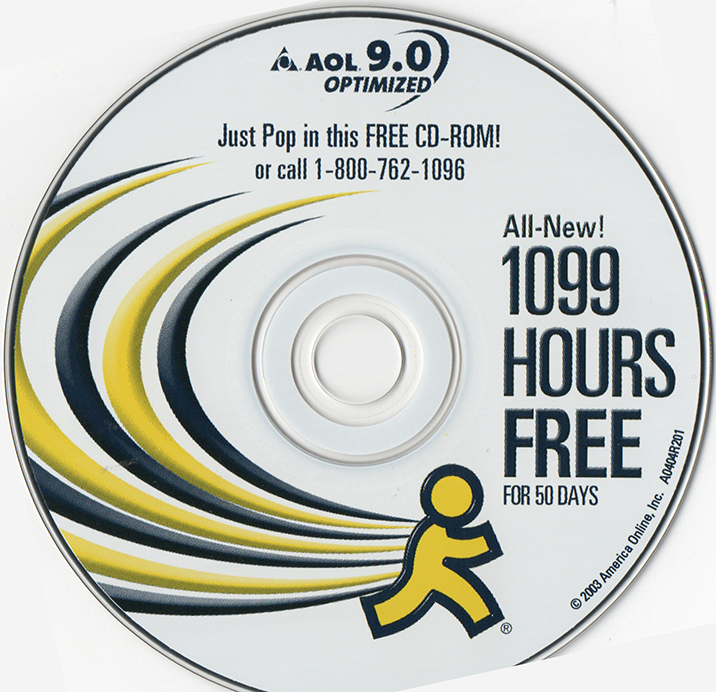 AOL. 9.0
OPTIMIZED
Just Pop in this FREE CD-ROM!
or call 1-800-762-1096
All-New!
1099
HOURS
FREE
FOR 50 DAYS
© 2003 America Online, Inc. A0404R201
®